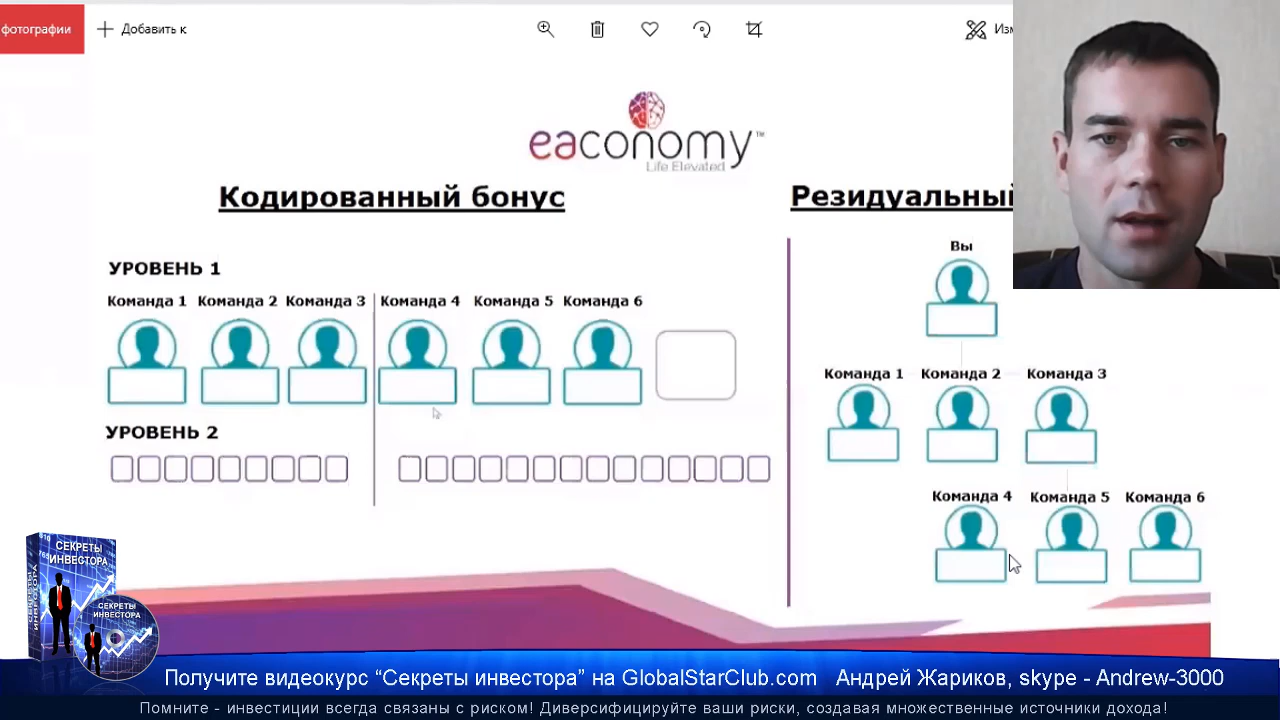 фотографии
Добавить к
eaconomy™
Life Elevated
Кодированный бонус
Резидуальный
УРОВЕНЬ 1
Команда 1 Команда 2 Команда 3 Команда 4 Команда 5 Команда 6
УРОВЕНЬ 2
Вы
Команда 1 Команда 2 Команда 3
Команда 4 Команда 5 Команда 6
СЕКРЕТЫ
ИНВЕСТОРА
СЕКРЕТЫ
ИНВЕСТОРА
Получите видеокурс “Секреты инвестора” на GlobalStarClub.com Андрей Жариков, skype - Andrew-3000
Помните - инвестиции всегда связаны с риском! Диверсифицируйте ваши риски, создавая множественные источники дохода!